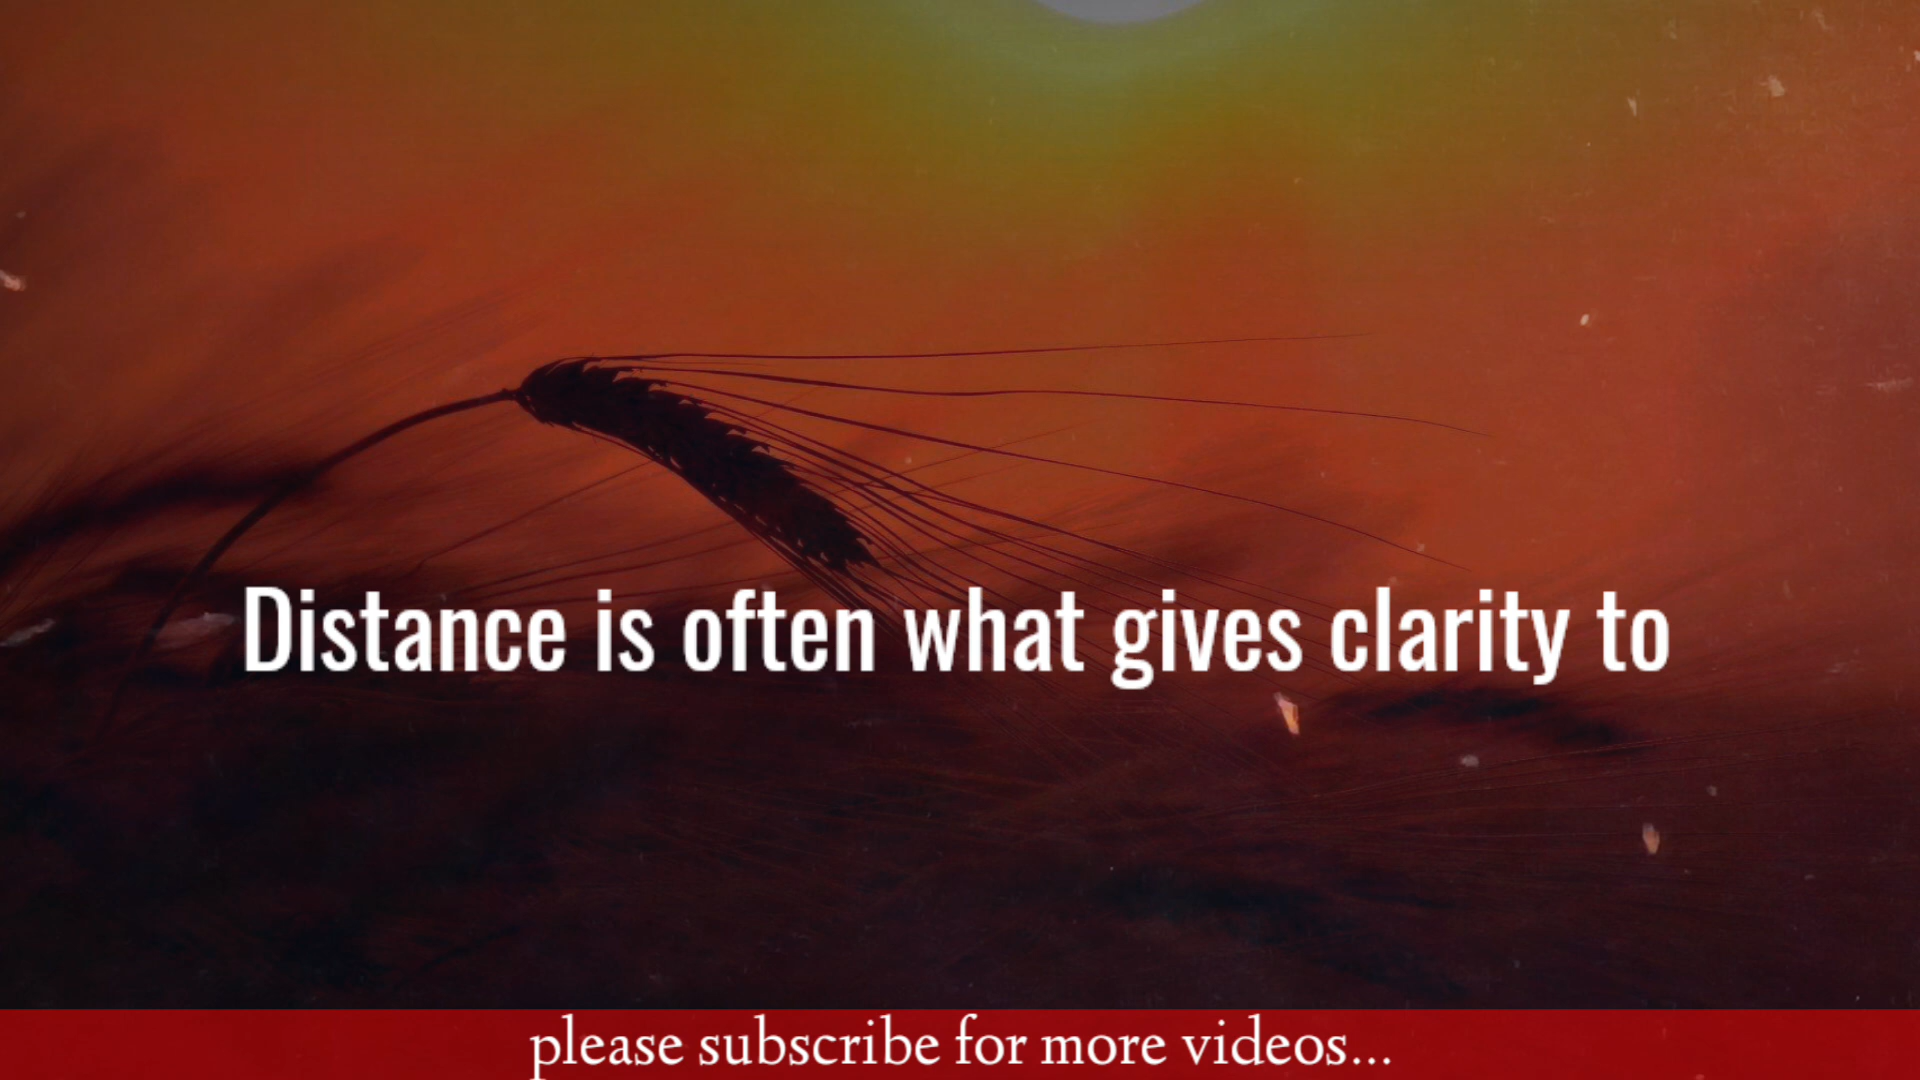 Distance is often what gives clarity to
please subscribe for more videos...